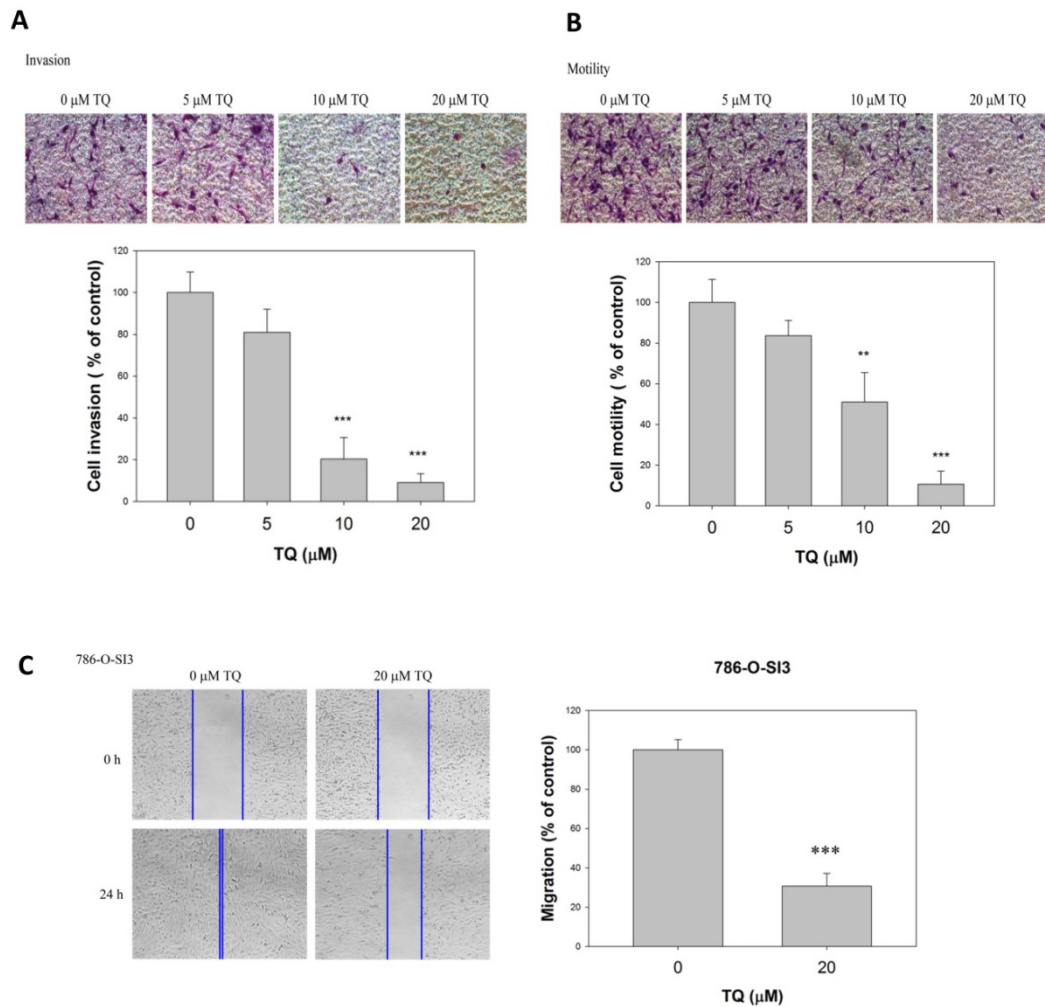 A
Invasion
0 μM TQ 5 μM TQ 10 μM TQ 20 μM TQ
Cell invasion ( % of control)
120
100
80
60
40
20
0
***
***
0 5 10 20
TQ (μM)
B
Motility
0 μM TQ 5 μM TQ 10 μM TQ 20 μM TQ
Cell motility ( % of control)
120
100
80
60
40
20
0
**
***
0 5 10 20
TQ (μM)
C
786-O-SI3
0 μM TQ 20 μM TQ
0 h
24 h
786-O-SI3
Migration (% of control)
120
100
80
60
40
20
0
***
0 20
TQ (μM)